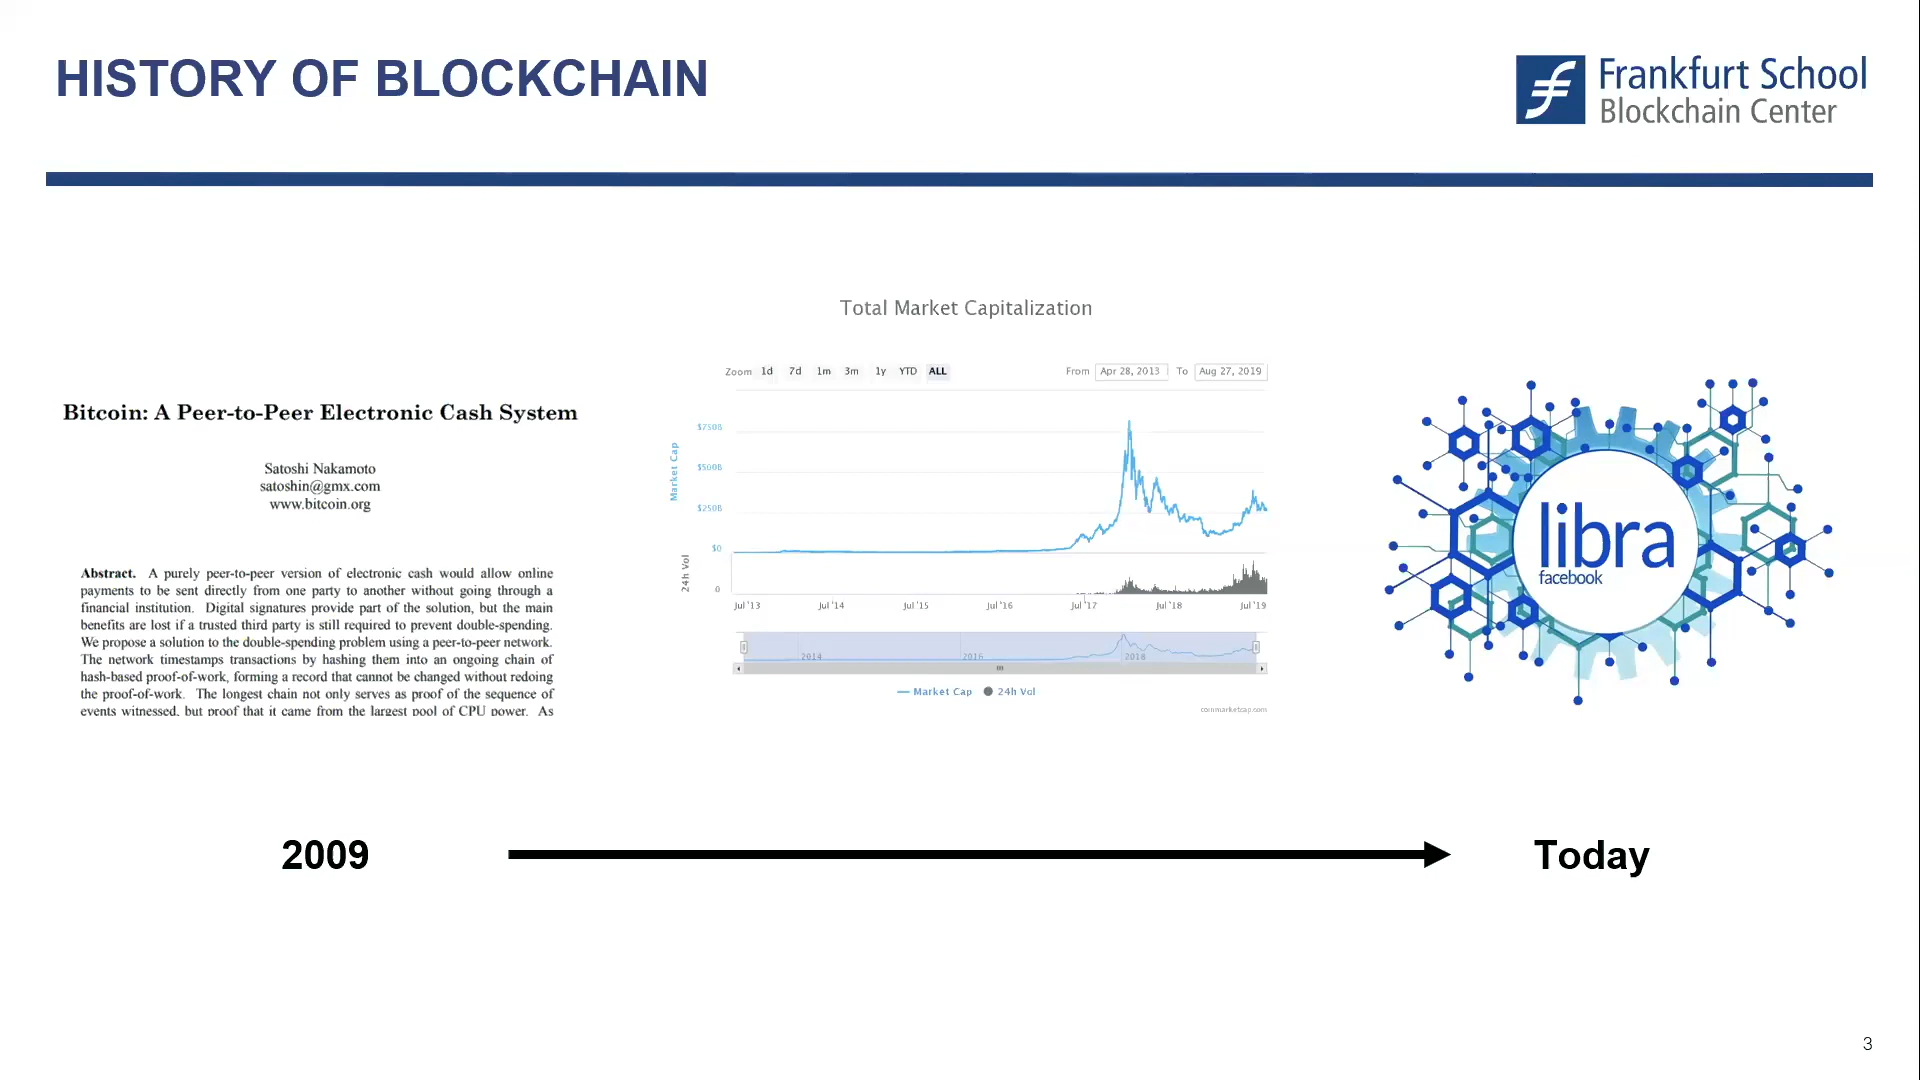 HISTORY OF BLOCKCHAIN
Frankfurt School
Blockchain Center
Bitcoin: A Peer-to-Peer Electronic Cash System
Satoshi Nakamoto
satoshin@gmx.com
www.bitcoin.org
Abstract. A purely peer-to-peer version of electronic cash would allow online
payments to be sent directly from one party to another without going through a
financial institution. Digital signatures provide part of the solution, but the main
benefits are lost if a trusted third party is still required to prevent double-spending.
We propose a solution to the double-spending problem using a peer-to-peer network.
The network timestamps transactions by hashing them into an ongoing chain of
hash-based proof-of-work, forming a record that cannot be changed without redoing
the proof-of-work. The longest chain not only serves as proof of the sequence of
events witnessed, but proof that it came from the largest pool of CPU power. As
Total Market Capitalization
Zoom 1d 7d 1m 3m 1y YTD ALL From Apr 28, 2013 To Aug 27, 2019
Market Cap
$750B
$500B
$250B
$0
24h Vol
0
Jul '13 Jul '14 Jul '15 Jul '16 Jul '17 Jul '18 Jul '19
2014 2016 2018
Market Cap 24h Vol
coinmarketcap.com
libra
facebook
2009
Today
3